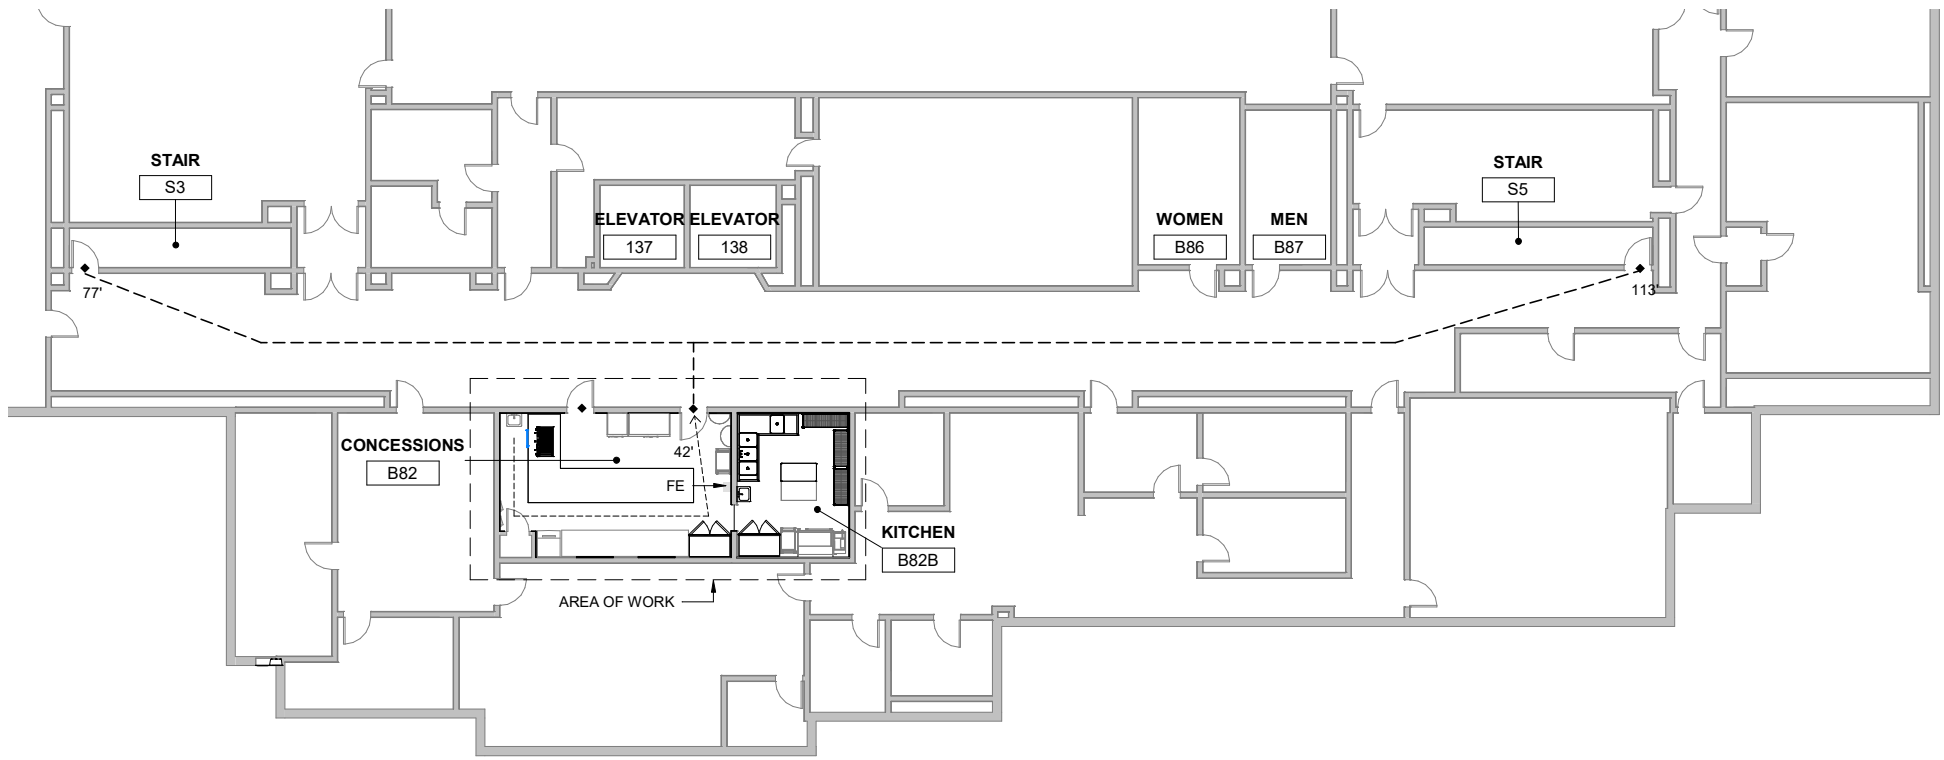 STAIR
S3
STAIR
S5
ELEVATOR
137
ELEVATOR
138
WOMEN
B86
MEN
B87
77'
113'
CONCESSIONS
B82
42'
FE
KITCHEN
B82B
AREA OF WORK